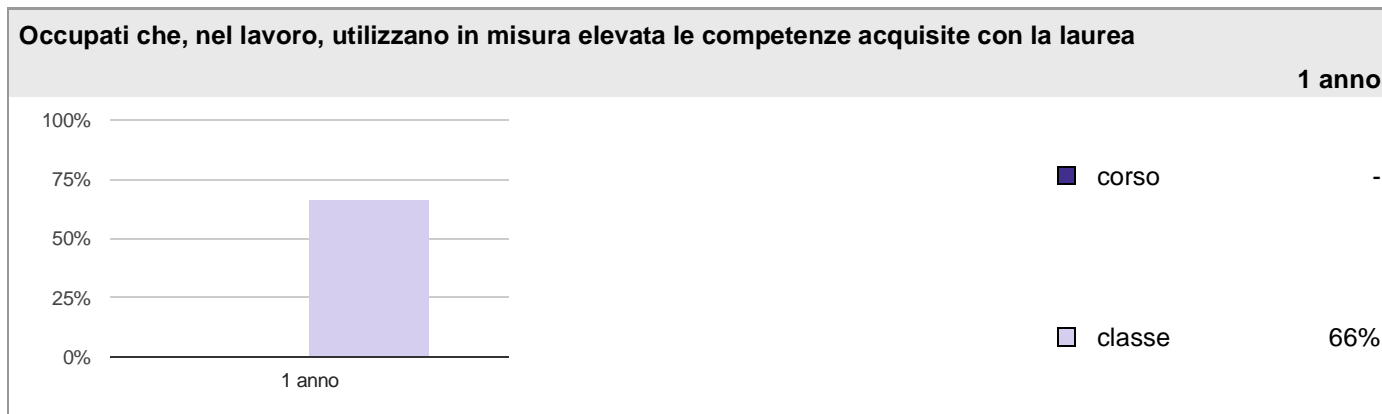 Occupati che, nel lavoro, utilizzano in misura elevata le competenze acquisite con la laurea
1 anno
100%
75%
50%
25%
0%
1 anno
corso -
classe 66%